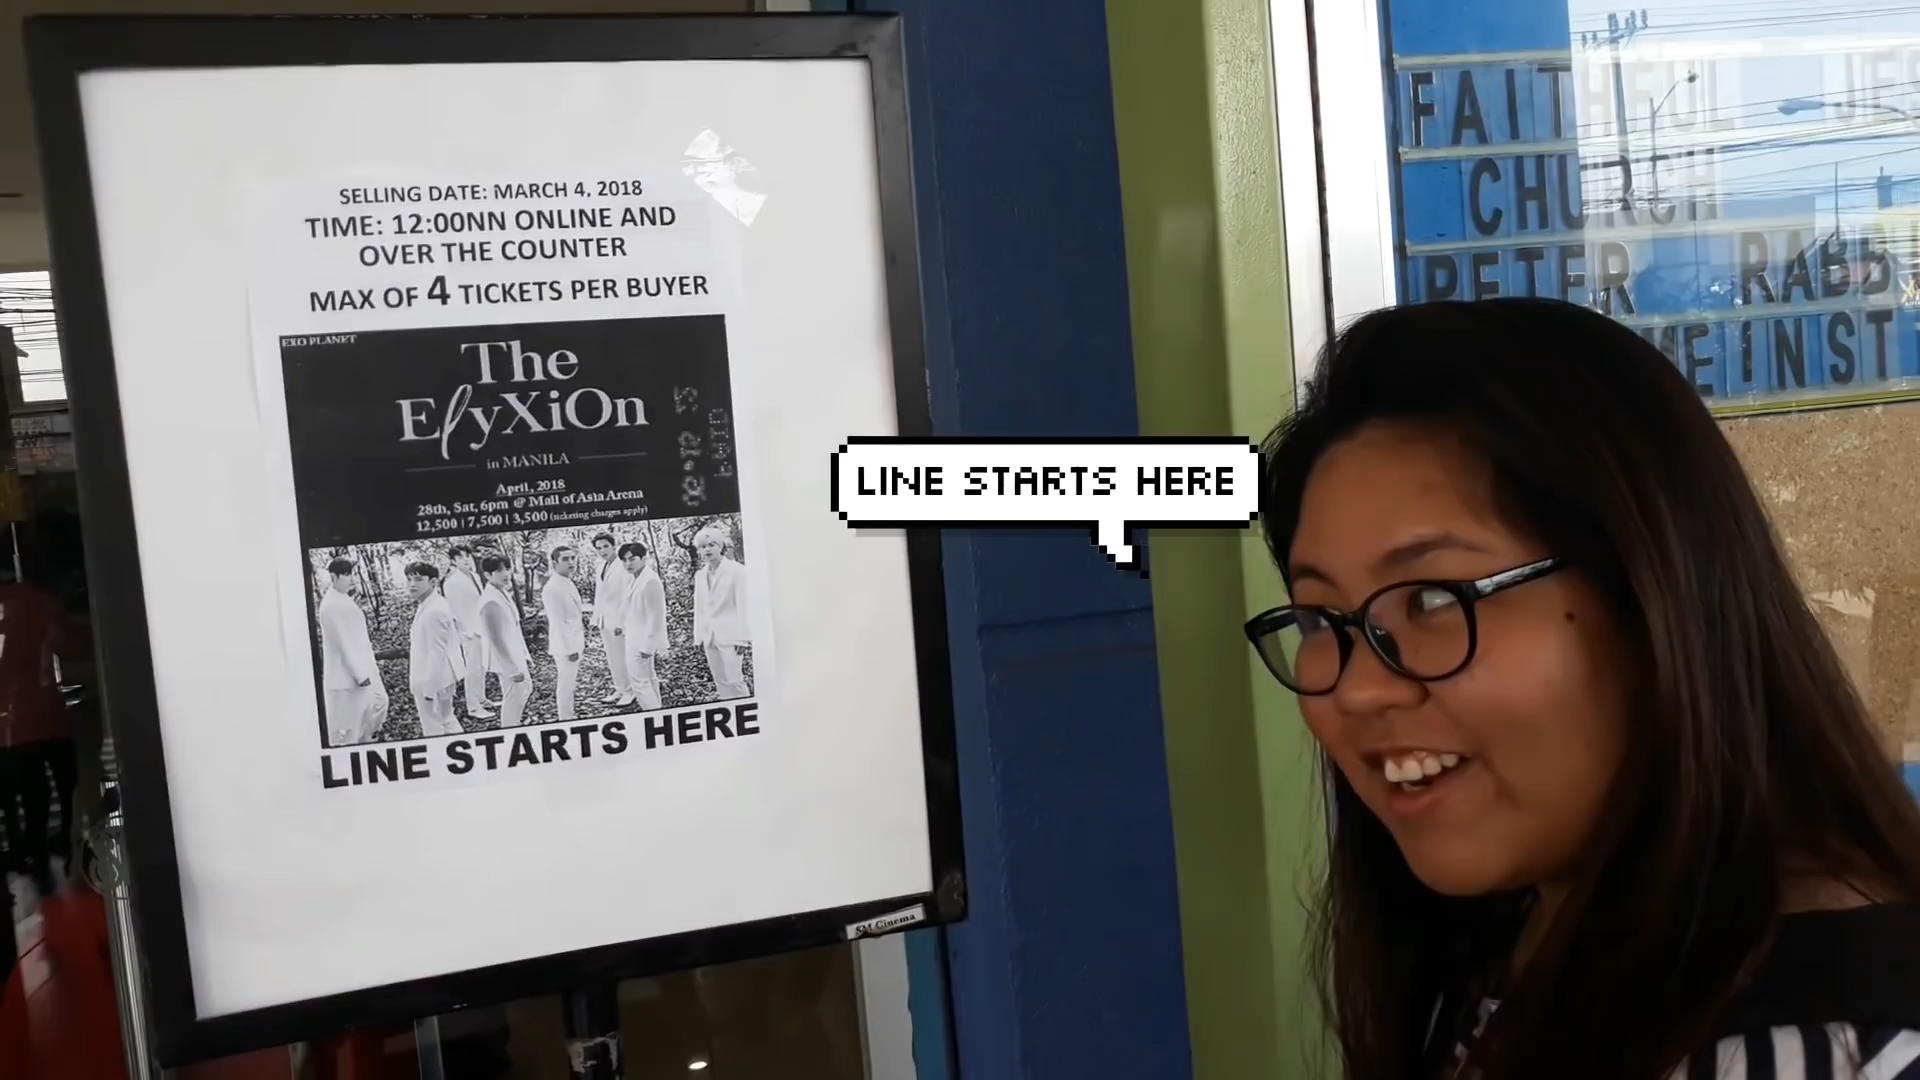 SELLING DATE: MARCH 4, 2018
TIME: 12:00NN ONLINE AND
OVER THE COUNTER
MAX OF 4 TICKETS PER BUYER
EXO PLANET
The
ElyXiOn
in MANILA
April, 2018
28th, Sat, 6pm @ Mall of Asia Arena
12,500 | 7,500 | 3,500 (ticketing charges apply)
LINE STARTS HERE
SM Cinema
LINE STARTS HERE
FAITHFUL
CHURCH
PETER